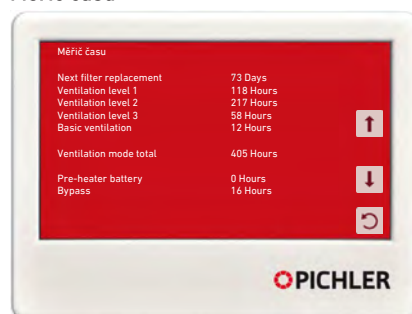 Měřič času
Next filter replacement 73 Days
Ventilation level 1 118 Hours
Ventilation level 2 217 Hours
Ventilation level 3 58 Hours
Basic ventilation 12 Hours
Ventilation mode total 405 Hours
Pre-heater battery 0 Hours
Bypass 16 Hours
PICHLER